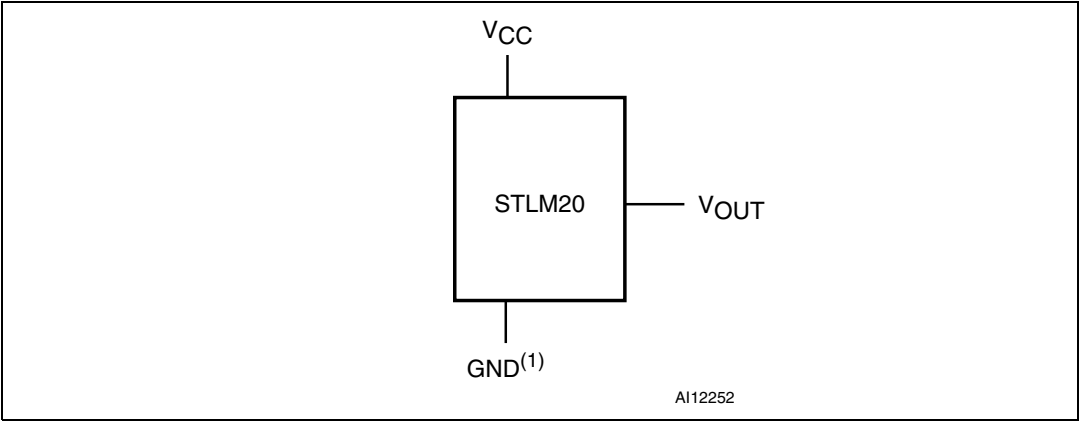 VCC
STLM20
VOUT
GND(1)
AI12252